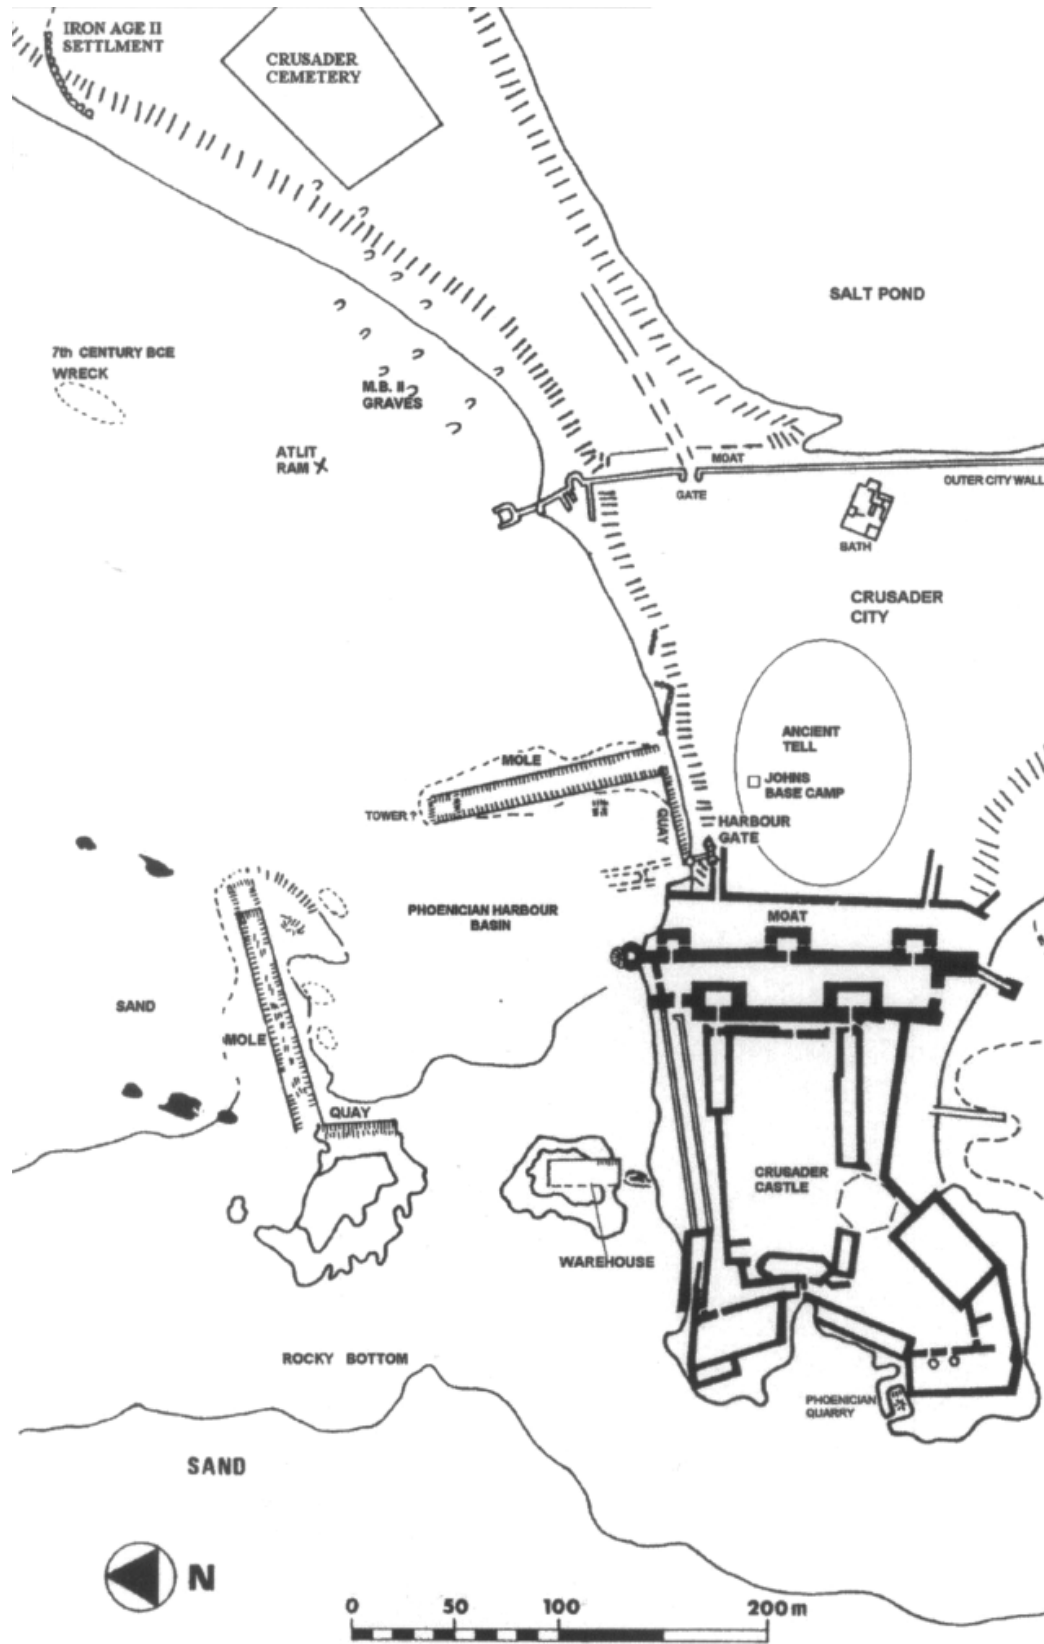 IRON AGE II
SETTLMENT
CRUSADER
CEMETERY
SALT POND
7th CENTURY BCE
WRECK
M.B. II
GRAVES
ATLIT
RAM
MOAT
GATE
OUTER CITY WALL
BATH
CRUSADER
CITY
ANCIENT
TELL
JOHNS
BASE CAMP
MOLE
TOWER ?
QUAY
HARBOUR
GATE
PHOENICIAN HARBOUR
BASIN
MOAT
SAND
MOLE
QUAY
CRUSADER
CASTLE
WAREHOUSE
ROCKY BOTTOM
PHOENICIAN
QUARRY
SAND
N
0 50 100 200 m